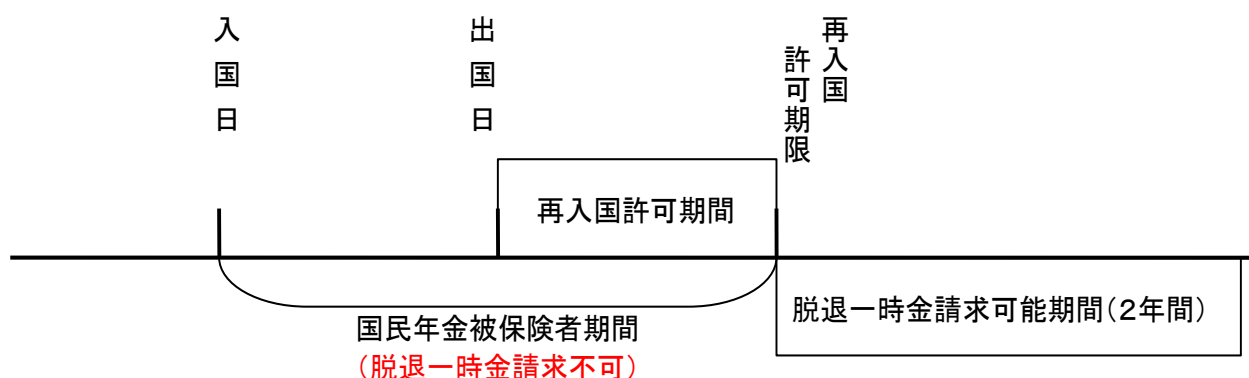 入国日
出国日
再入国
許可期限
再入国許可期間
国民年金被保険者期間
（脱退一時金請求不可）
脱退一時金請求可能期間（２年間）